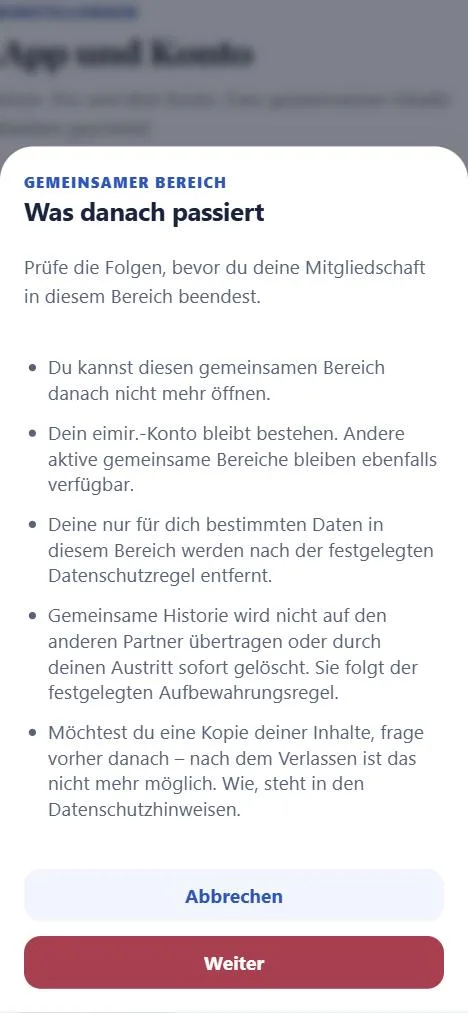 App und Konto
GEMEINSAMER BEREICH
Was danach passiert
Prüfe die Folgen, bevor du deine Mitgliedschaft
in diesem Bereich beendest.
• Du kannst diesen gemeinsamen Bereich
danach nicht mehr öffnen.
• Dein eimir.-Konto bleibt bestehen. Andere
aktive gemeinsame Bereiche bleiben ebenfalls
verfügbar.
• Deine nur für dich bestimmten Daten in
diesem Bereich werden nach der festgelegten
Datenschutzregel entfernt.
• Gemeinsame Historie wird nicht auf den
anderen Partner übertragen oder durch
deinen Austritt sofort gelöscht. Sie folgt der
festgelegten Aufbewahrungsregel.
• Möchtest du eine Kopie deiner Inhalte, frage
vorher danach – nach dem Verlassen ist das
nicht mehr möglich. Wie, steht in den
Datenschutzhinweisen.
Abbrechen
Weiter